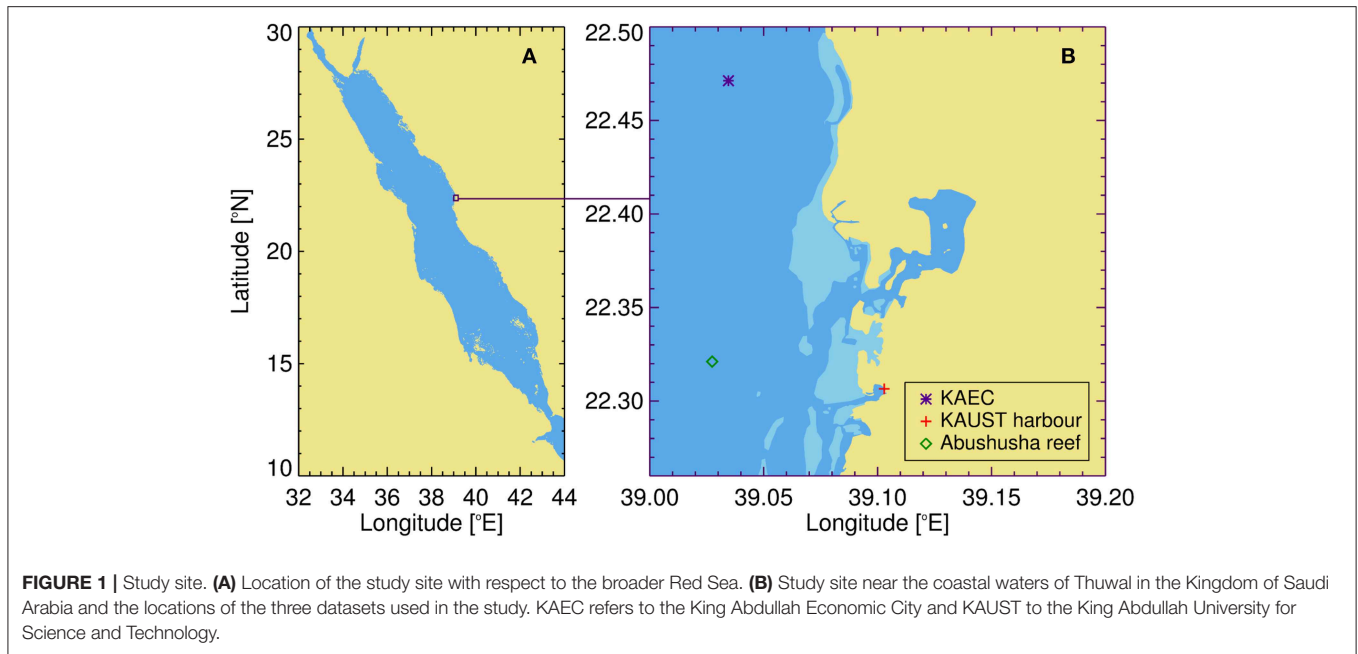 A
30
25
20
15
10
Latitude [°N]
32 34 36 38 40 42 44
Longitude [°E]
B
22.50
22.45
22.40
22.35
22.30
KAEC
KAUST harbour
Abushusha reef
39.00 39.05 39.10 39.15 39.20
Longitude [°E]
FIGURE 1 | Study site. (A) Location of the study site with respect to the broader Red Sea. (B) Study site near the coastal waters of Thuwal in the Kingdom of Saudi
Arabia and the locations of the three datasets used in the study. KAEC refers to the King Abdullah Economic City and KAUST to the King Abdullah University for
Science and Technology.